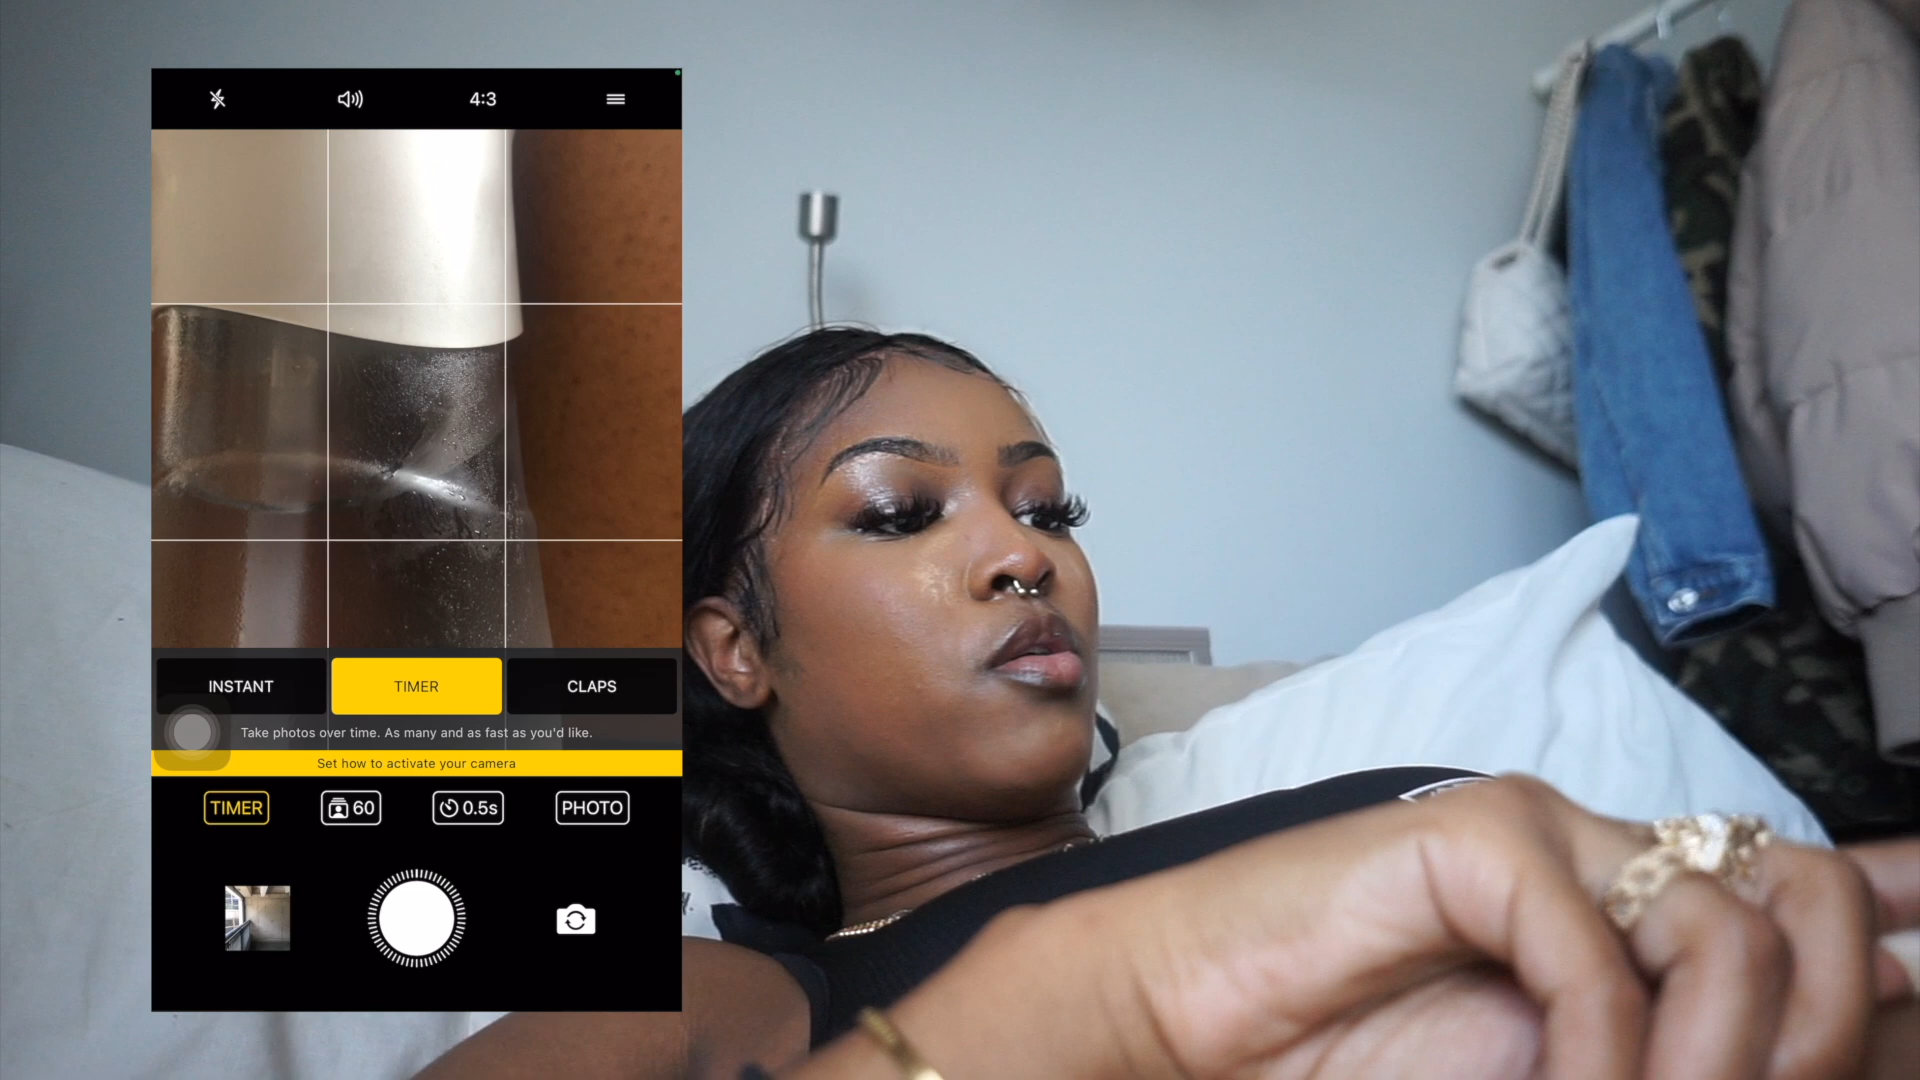 4:3
INSTANT TIMER CLAPS
Take photos over time. As many and as fast as you'd like.
Set how to activate your camera
TIMER 60 0.5s PHOTO